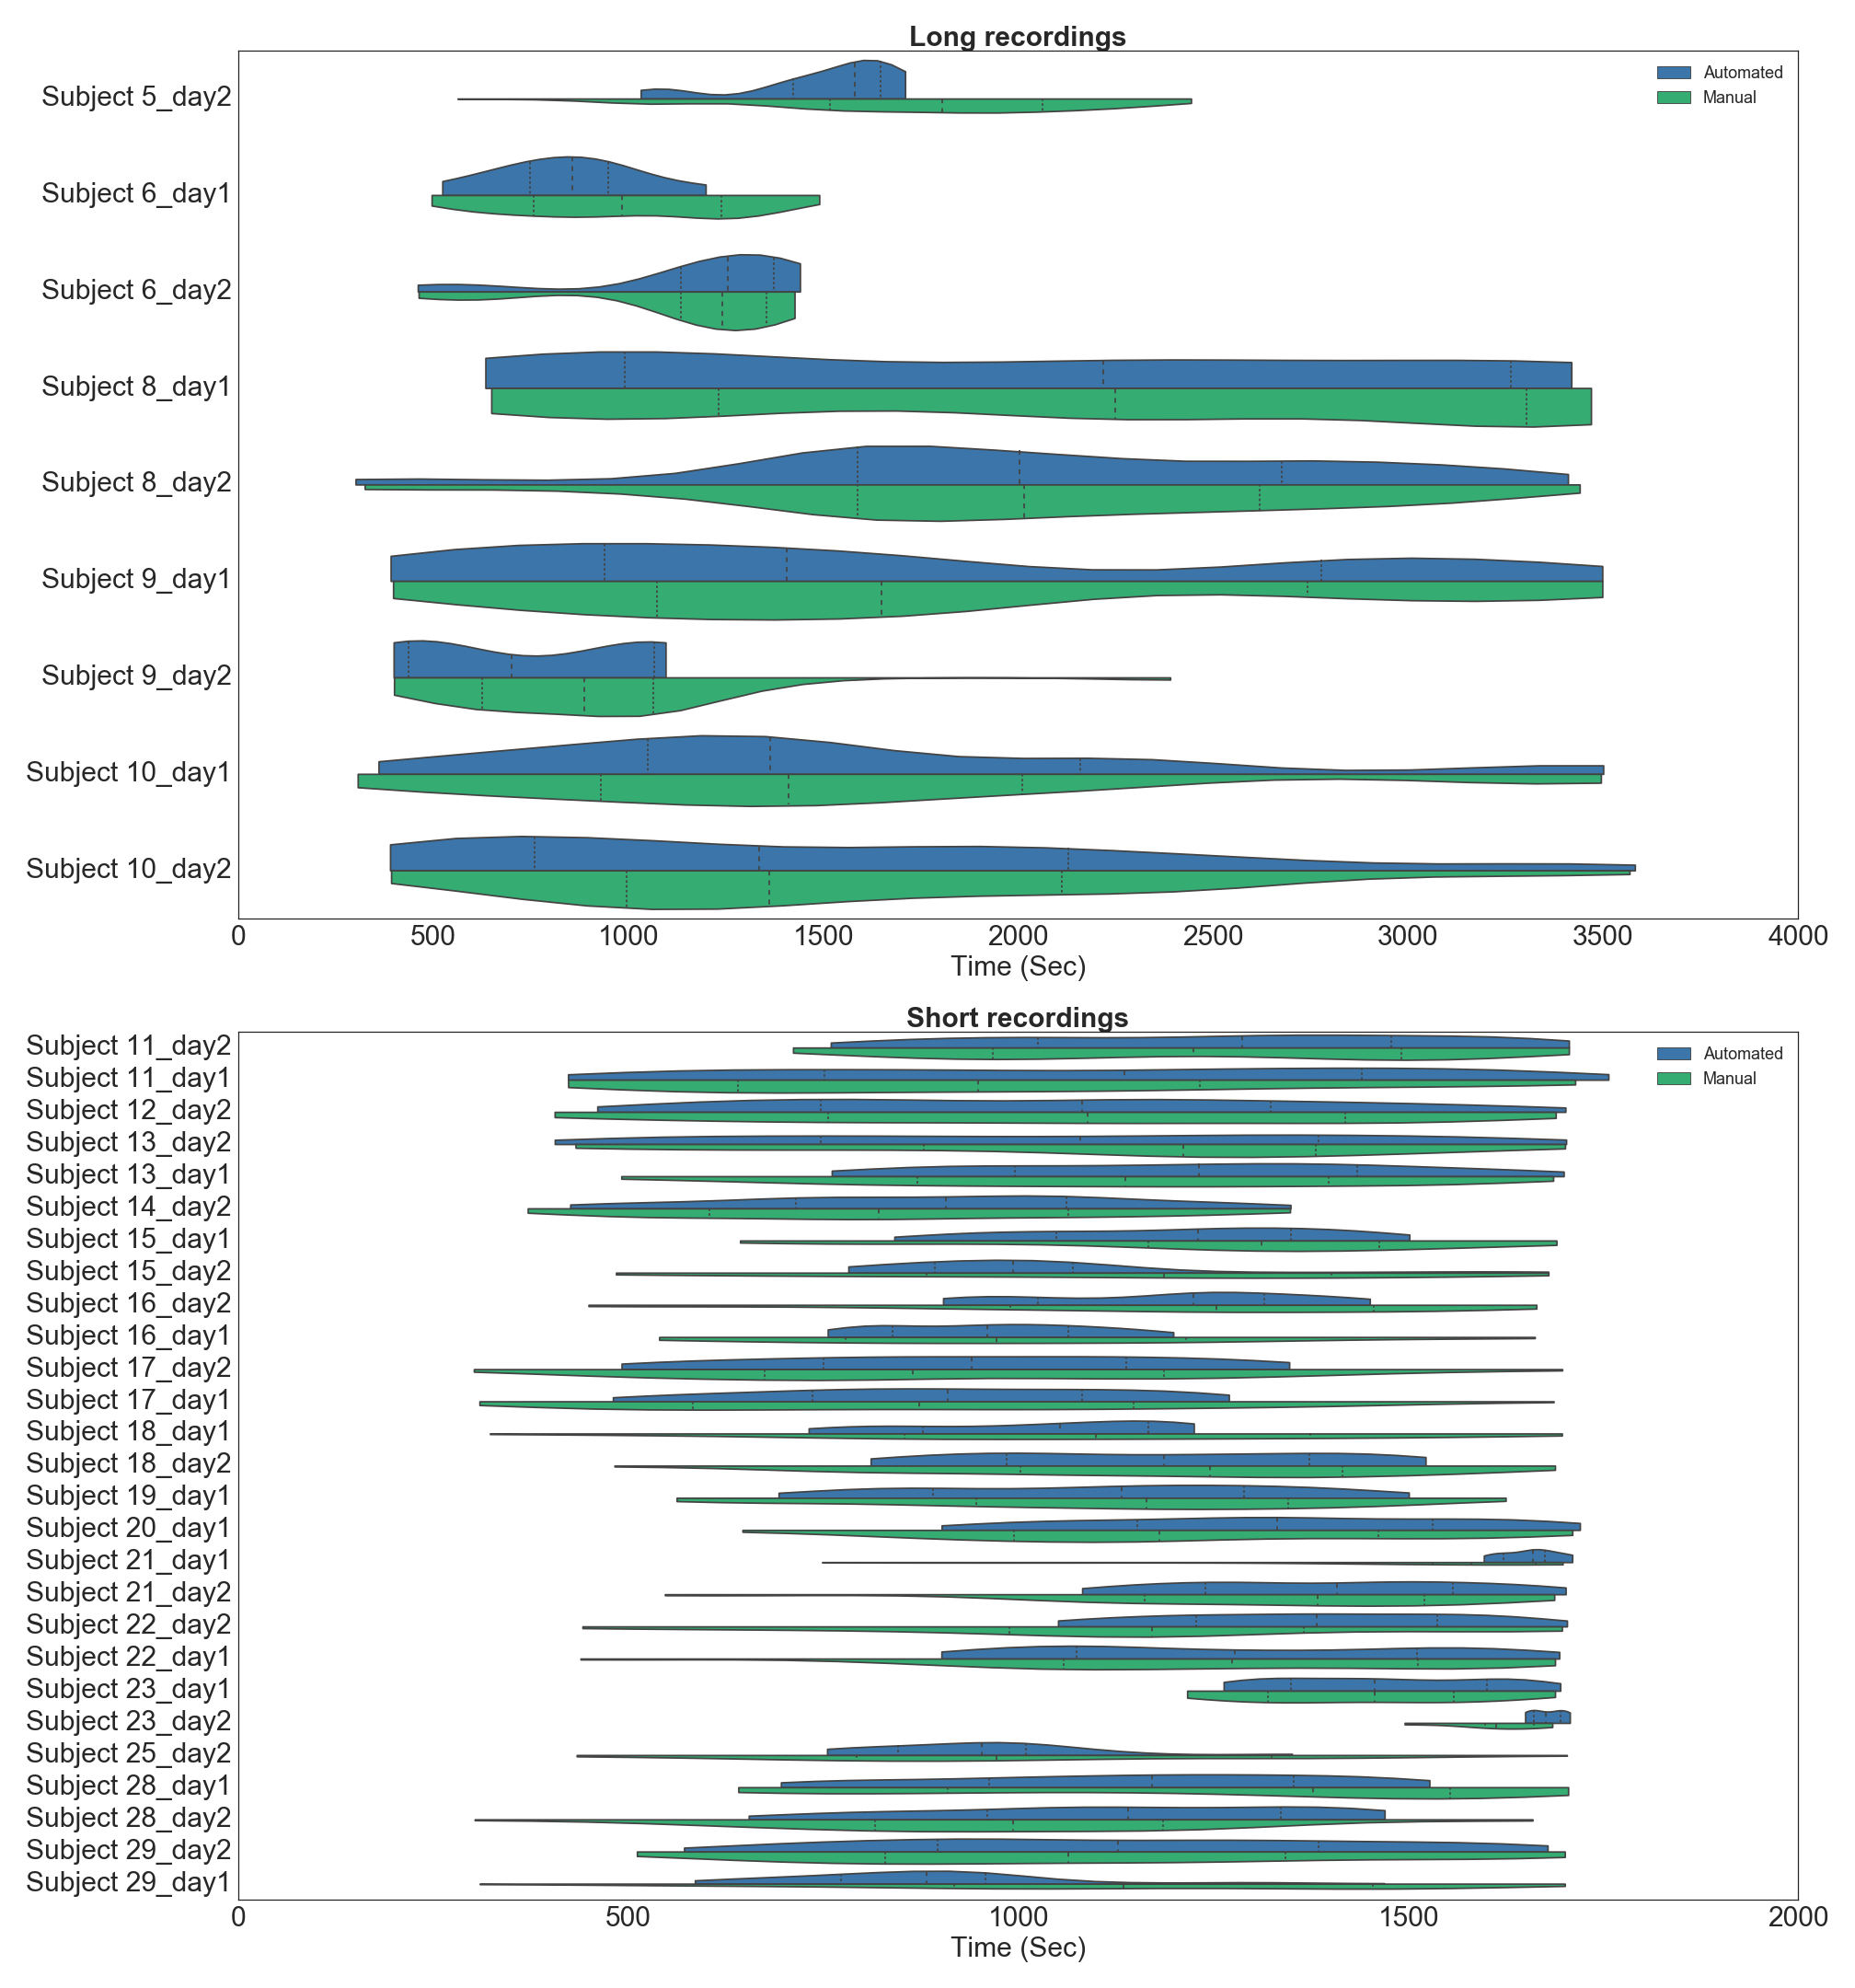 Long recordings
Automated
Manual
Subject 5_day2
Subject 6_day1
Subject 6_day2
Subject 8_day1
Subject 8_day2
Subject 9_day1
Subject 9_day2
Subject 10_day1
Subject 10_day2
0 500 1000 1500 2000 2500 3000 3500 4000
Time (Sec)
Short recordings
Automated
Manual
Subject 11_day2
Subject 11_day1
Subject 12_day2
Subject 13_day2
Subject 13_day1
Subject 14_day2
Subject 15_day1
Subject 15_day2
Subject 16_day2
Subject 16_day1
Subject 17_day2
Subject 17_day1
Subject 18_day1
Subject 18_day2
Subject 19_day1
Subject 20_day1
Subject 21_day1
Subject 21_day2
Subject 22_day2
Subject 22_day1
Subject 23_day1
Subject 23_day2
Subject 25_day2
Subject 28_day1
Subject 28_day2
Subject 29_day2
Subject 29_day1
0 500 1000 1500 2000
Time (Sec)